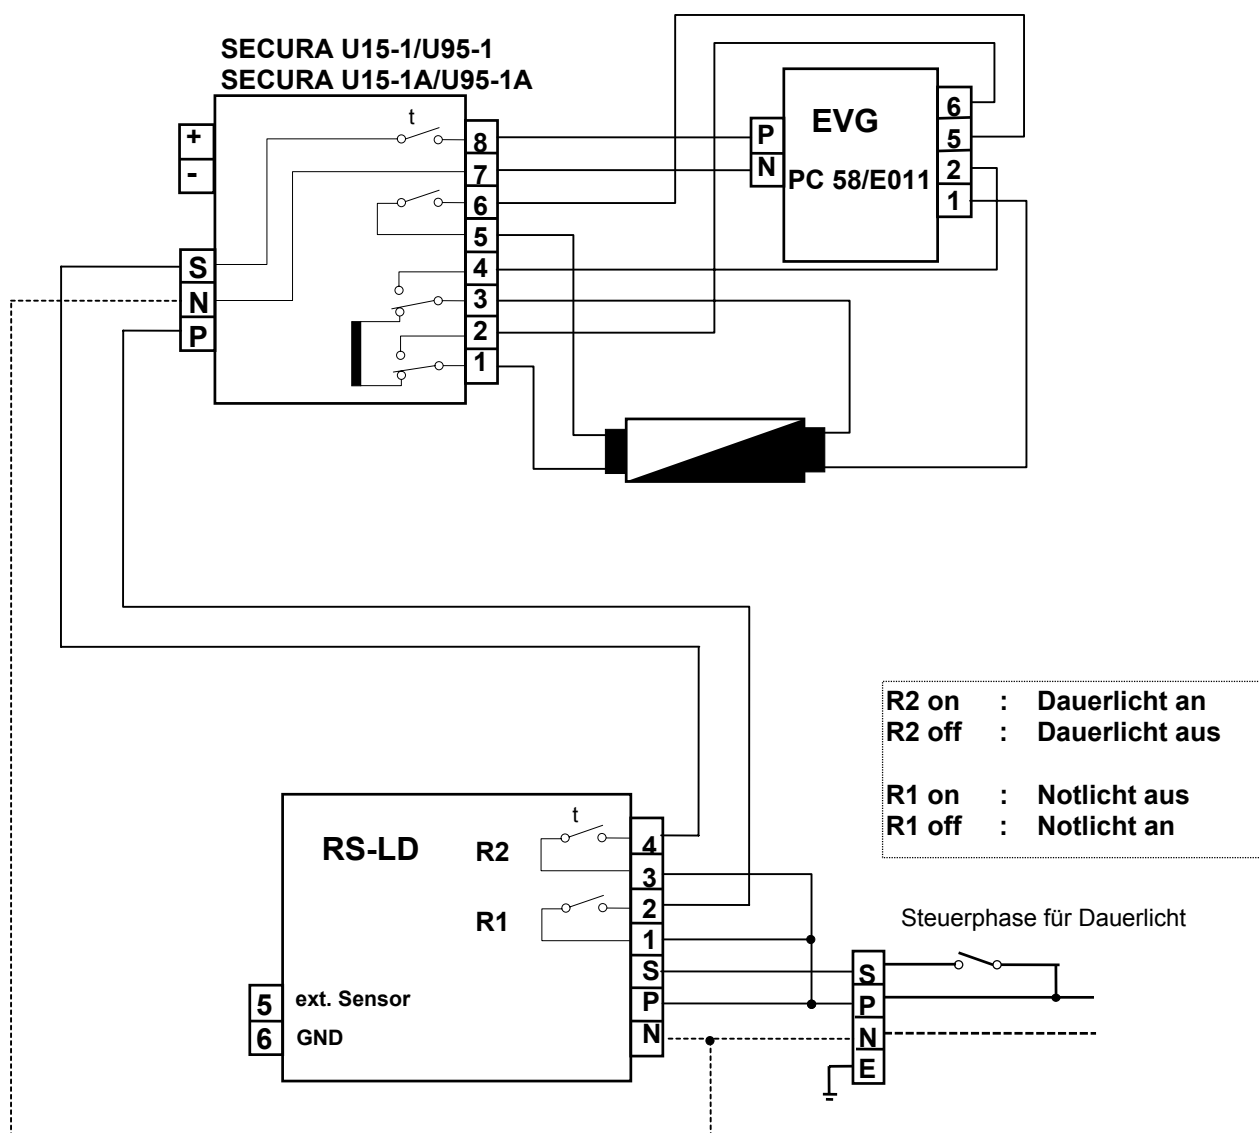 SECURA U15-1/U95-1
SECURA U15-1A/U95-1A
+
-
S
N
P
t
8
7
6
5
4
3
2
1
P
N
EVG
PC 58/E011
6
5
2
1
R2 on : Dauerlicht an
R2 off : Dauerlicht aus
R1 on : Notlicht aus
R1 off : Notlicht an
RS-LD
t
R2
R1
4
3
2
1
S
P
N
5 ext. Sensor
6 GND
Steuerphase für Dauerlicht
S
P
N
E